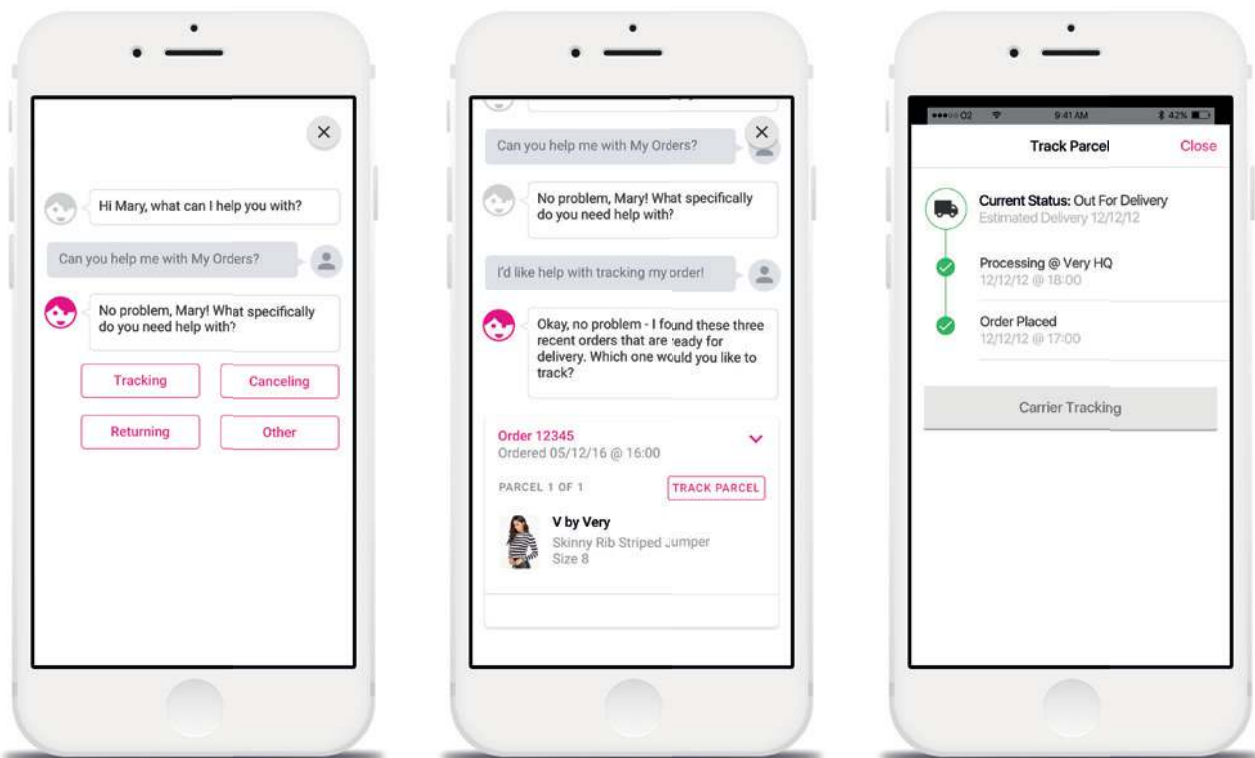 Hi Mary, what can I help you with?
Can you help me with My Orders?
No problem, Mary! What specifically
do you need help with?
Tracking
Canceling
Returning
Other
Can you help me with My Orders?
No problem, Mary! What specifically
do you need help with?
I'd like help with tracking my order!
Okay, no problem - I found these three
recent orders that are ready for
delivery. Which one would you like to
track?
Order 12345
Ordered 05/12/16 @ 16:00
PARCEL 1 OF 1
TRACK PARCEL
V by Very
Skinny Rib Striped Jumper
Size 8
O2
9:41 AM
42%
Track Parcel
Close
Current Status: Out For Delivery
Estimated Delivery 12/12/12
Processing @ Very HQ
12/12/12 @ 18:00
Order Placed
12/12/12 @ 17:00
Carrier Tracking